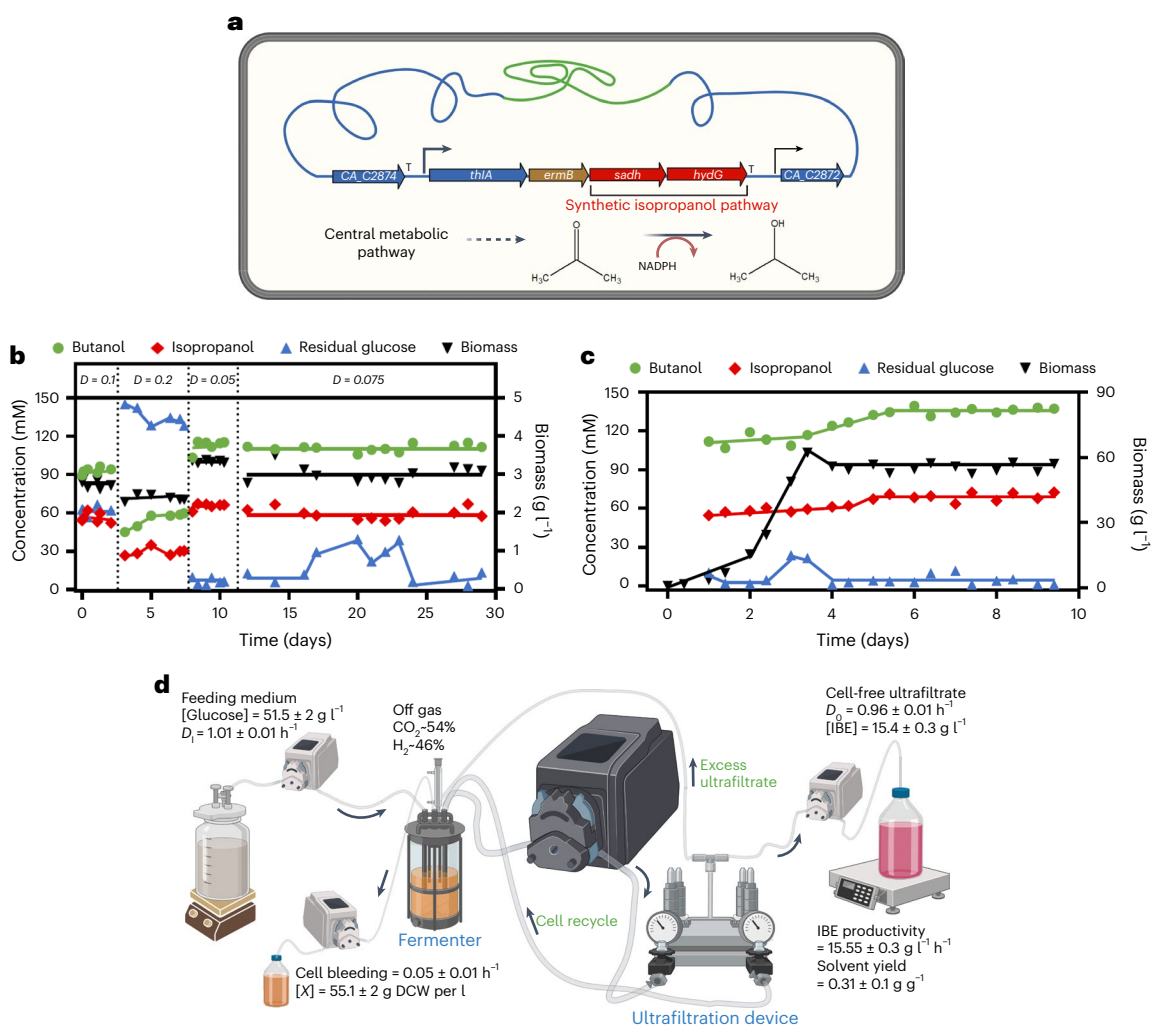 a
CA_C2874
T
thlA
ermB
sadh
hydG
T
CA_C2872
Synthetic isopropanol pathway
Central metabolic
pathway
O
H₃C
CH₃
NADPH
OH
H₃C
CH₃
b
Butanol
Isopropanol
Residual glucose
Biomass
D = 0.1
D = 0.2
D = 0.05
D = 0.075
Concentration (mM)
150
120
90
60
30
0
5
4
3
2
1
0
Biomass (g l⁻¹)
0
5
10
15
20
25
30
Time (days)
c
Butanol
Isopropanol
Residual glucose
Biomass
Concentration (mM)
150
120
90
60
30
0
90
60
30
0
Biomass (g l⁻¹)
0
2
4
6
8
10
Time (days)
d
Feeding medium
[Glucose] = 51.5 ± 2 g l⁻¹
Dᵢ = 1.01 ± 0.01 h⁻¹
Off gas
CO₂~54%
H₂~46%
Cell-free ultrafiltrate
D₀ = 0.96 ± 0.01 h⁻¹
[IBE] = 15.4 ± 0.3 g l⁻¹
Excess
ultrafiltrate
Cell recycle
Fermenter
Cell bleeding = 0.05 ± 0.01 h⁻¹
[X] = 55.1 ± 2 g DCW per l
IBE productivity
= 15.55 ± 0.3 g l⁻¹ h⁻¹
Solvent yield
= 0.31 ± 0.1 g g⁻¹
Ultrafiltration device